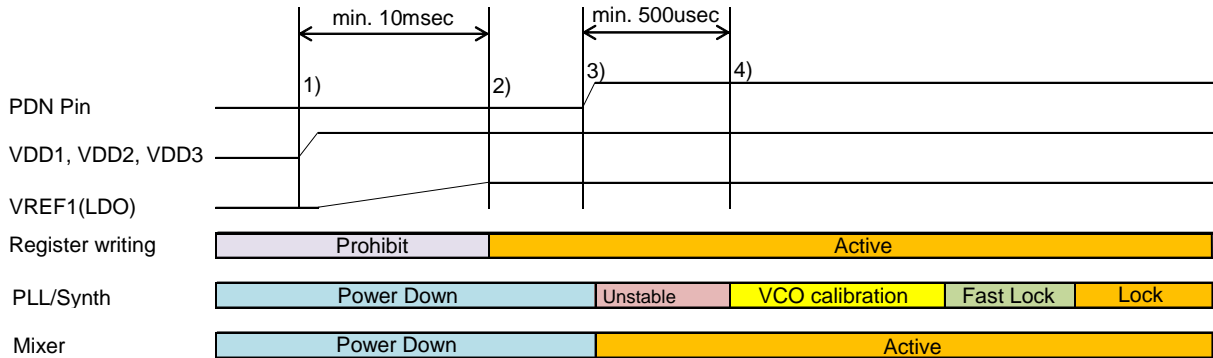 min. 10msec min. 500usec
1) 2) 3) 4)
PDN Pin
VDD1, VDD2, VDD3
VREF1(LDO)
Register writing Prohibit Active
PLL/Synth Power Down Unstable VCO calibration Fast Lock Lock
Mixer Power Down Active